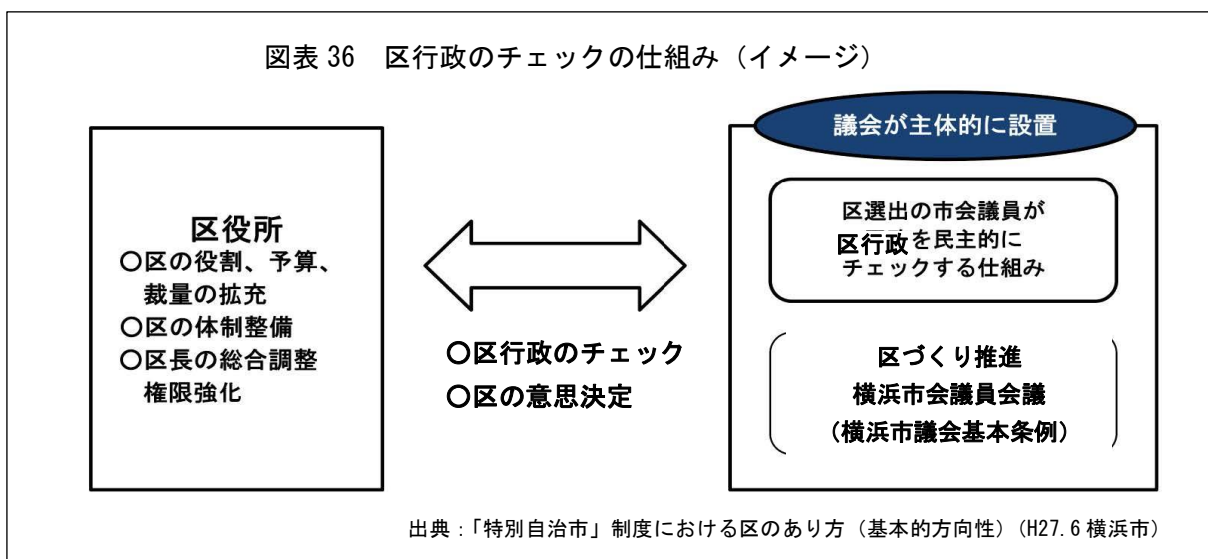 図表36 区行政のチェックの仕組み（イメージ）
区役所
〇区の役割、予算、
裁量の拡充
〇区の体制整備
〇区長の総合調整
権限強化
〇区行政のチェック
〇区の意思決定
議会が主体的に設置
区選出の市会議員が
区行政を民主的に
チェックする仕組み
区づくり推進
横浜市会議員会議
（横浜市議会基本条例）
出典：「特別自治市」制度における区のあり方（基本的方向性）（H27.6 横浜市）